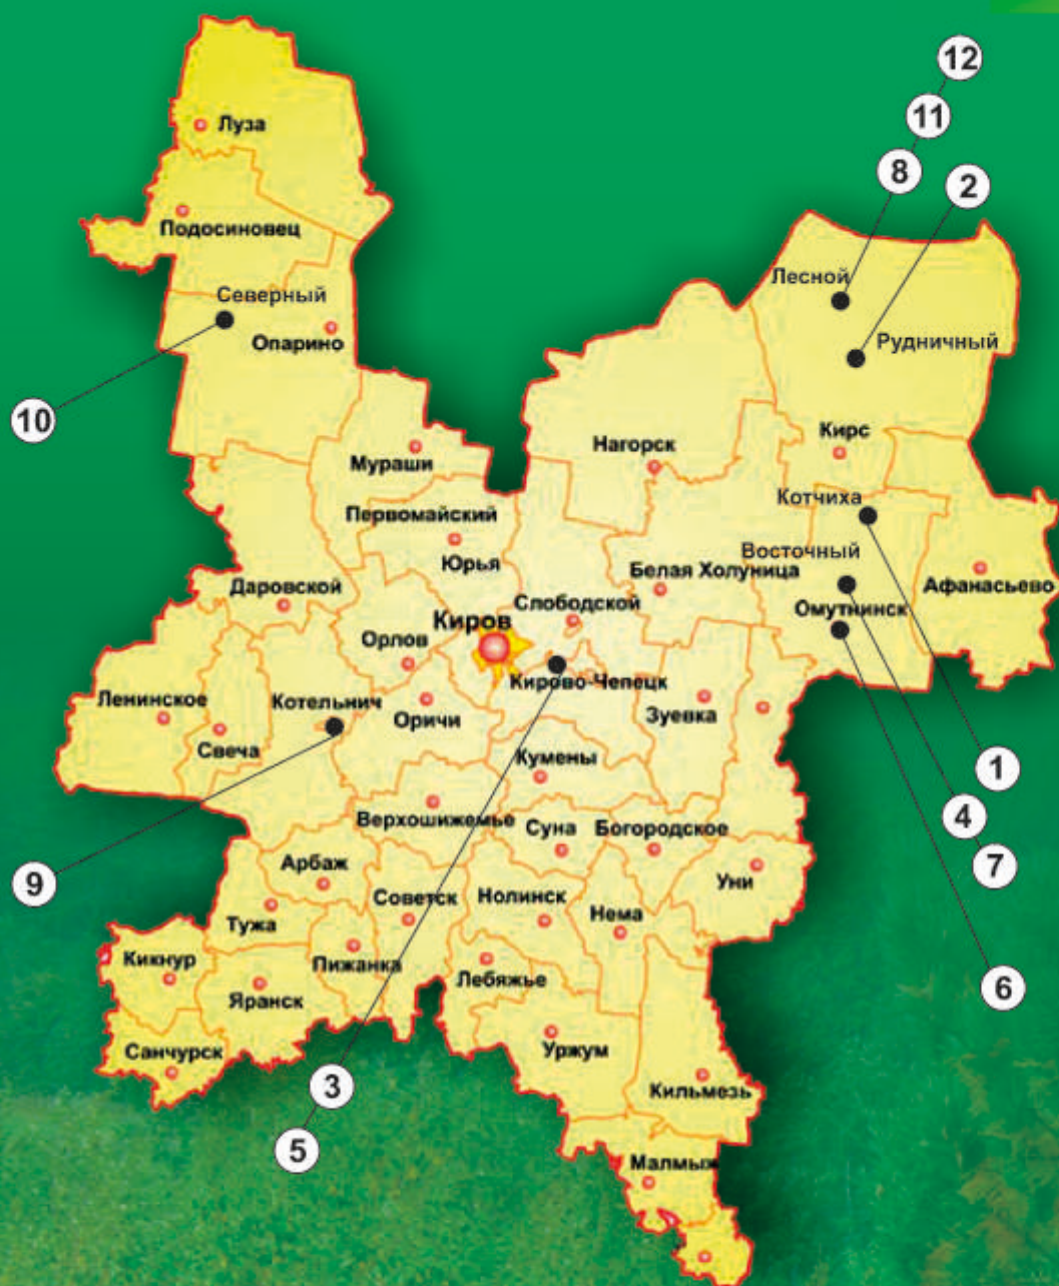 12
11
Луза
8
2
Подосиновец
Лесной
Северный
Рудничный
Опарино
10
Кирс
Нагорск
Мураши
Котчиха
Первомайский
Восточный
Юрья
Белая Холуница
Афанасьево
Даровской
Слободской
Омутнинск
Киров
Орлов
Кирово-Чепецк
Ленинское
Котельнич
Оричи
Зуевка
Свеча
Кумены
1
Верхошижемье
Суна
Богородское
4
Арбаж
7
9
Советск
Нолинск
Уни
Нема
Тужа
Кикнур
Пижанка
Лебяжье
6
Яранск
Санчурск
Уржум
3
Кильмезь
5
Малмыж